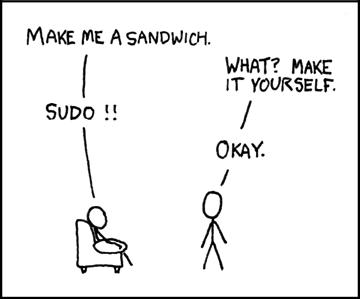 MAKE ME A SANDWICH.
WHAT? MAKE
IT YOURSELF.
SUDO !!
OKAY.